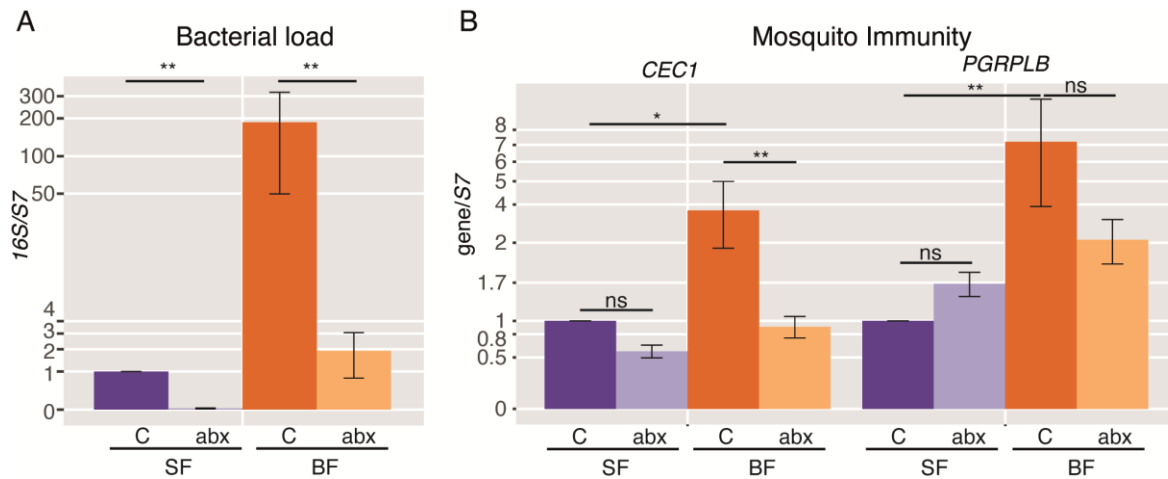 A
Bacterial load
** **
16S/S7
300
200
100
50
4
3
2
1
0
C abx C abx
SF BF
B
Mosquito Immunity
CEC1 PGRPLB
gene/S7
8
7
6
5
4
2
1.7
1
0.8
0.5
0
* ** ns
** ns ns
C abx C abx C abx C abx
SF BF SF BF